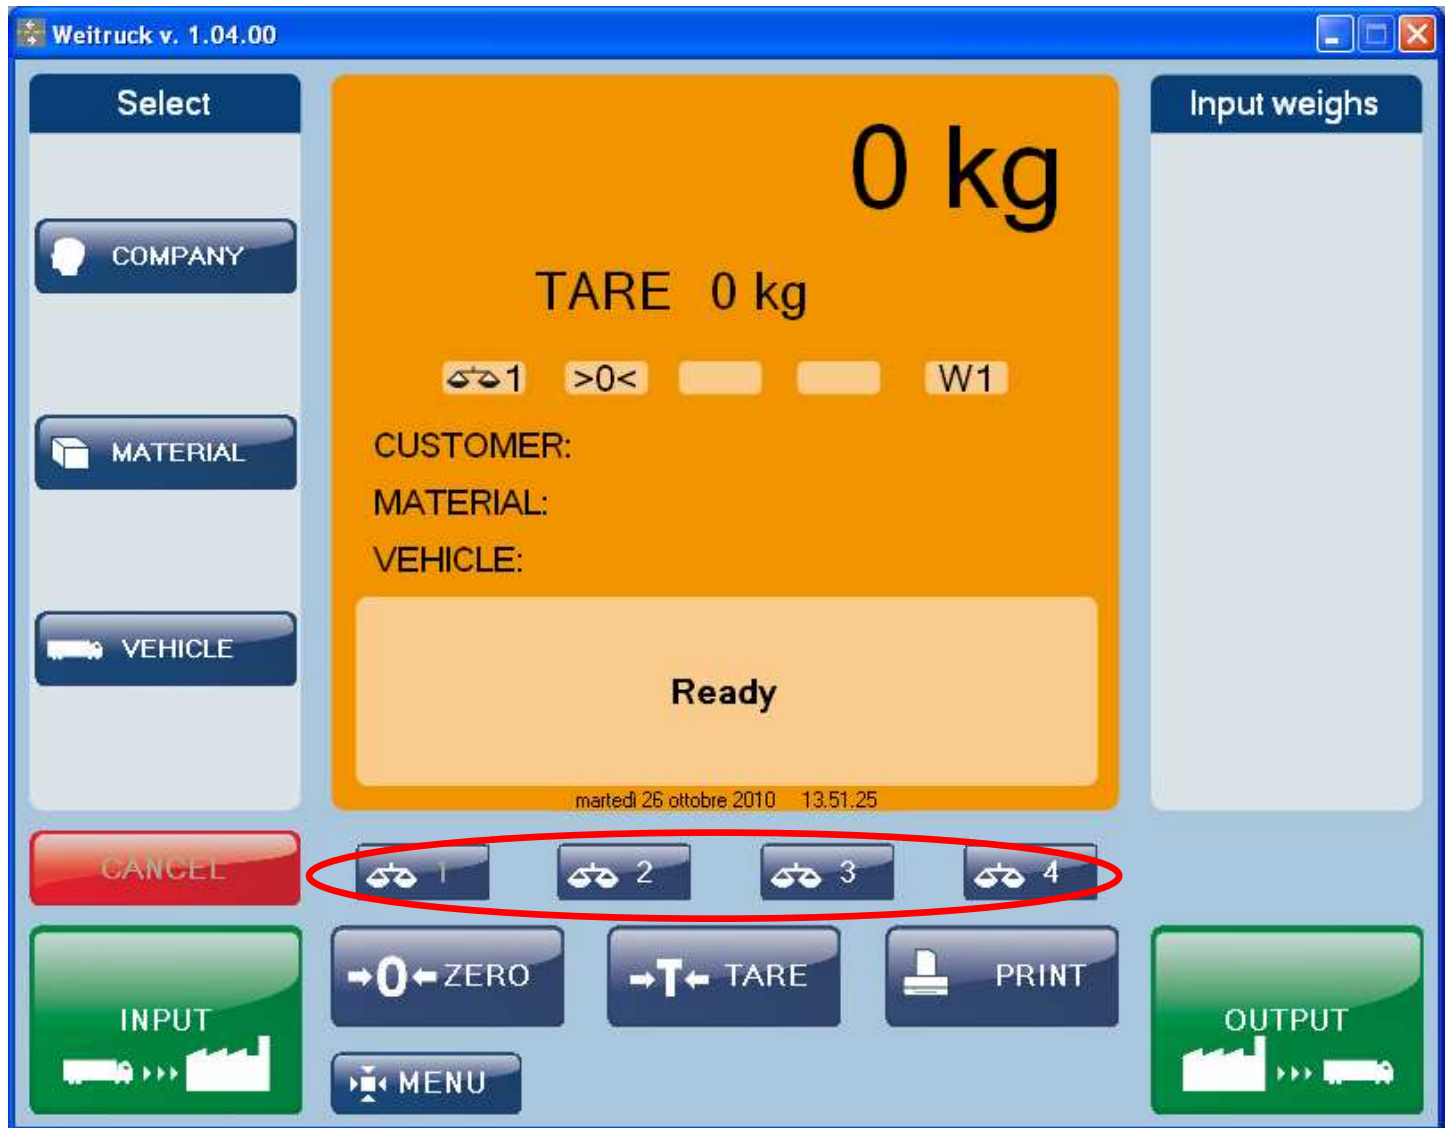 Weitruck v. 1.04.00
Select
Input weighs
0 kg
COMPANY
TARE 0 kg
1 >0< W1
CUSTOMER:
MATERIAL
MATERIAL:
VEHICLE:
VEHICLE
Ready
martedì 26 ottobre 2010 13.51.25
CANCEL
1 2 3 4
0 ZERO
T TARE
PRINT
INPUT
OUTPUT
MENU